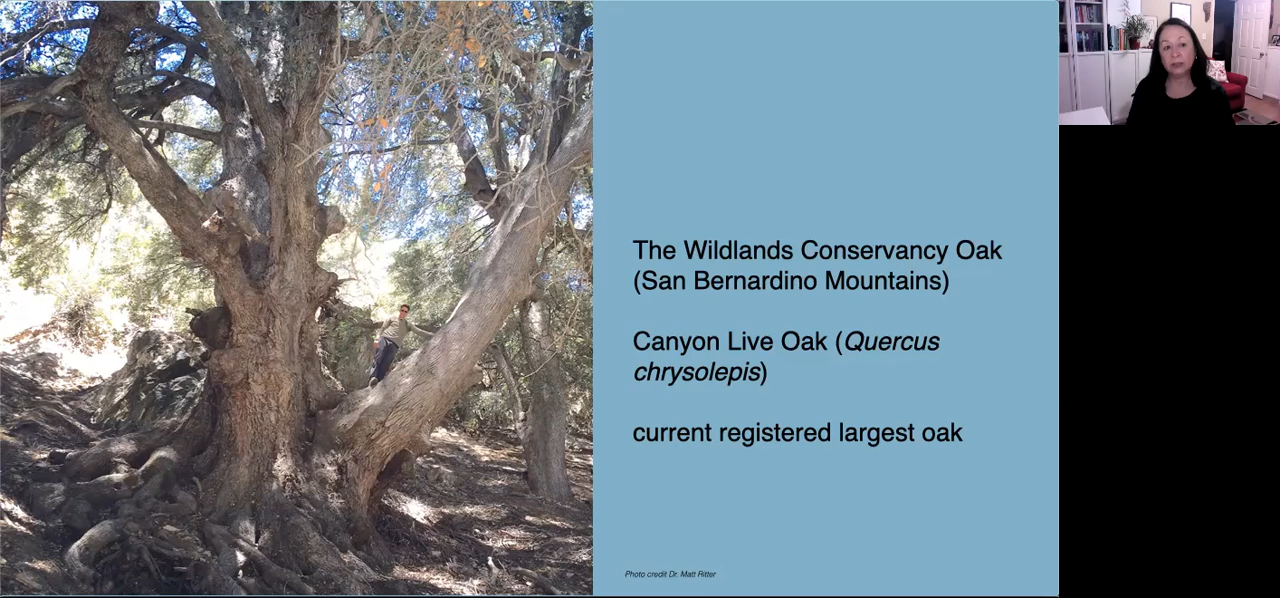 The Wildlands Conservancy Oak
(San Bernardino Mountains)
Canyon Live Oak (Quercus
chrysolepis)
current registered largest oak
Photo credit Dr. Matt Ritter